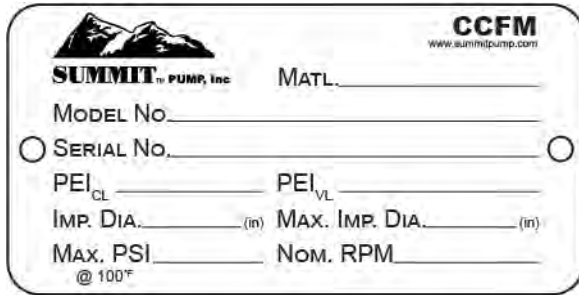 CCFM
www.summitpump.com
SUMMIT™ PUMP, Inc MATL.
MODEL NO.
SERIAL NO.
PEICL PEIVL
IMP. DIA. (in) MAX. IMP. DIA. (in)
MAX. PSI NOM. RPM
@ 100°F